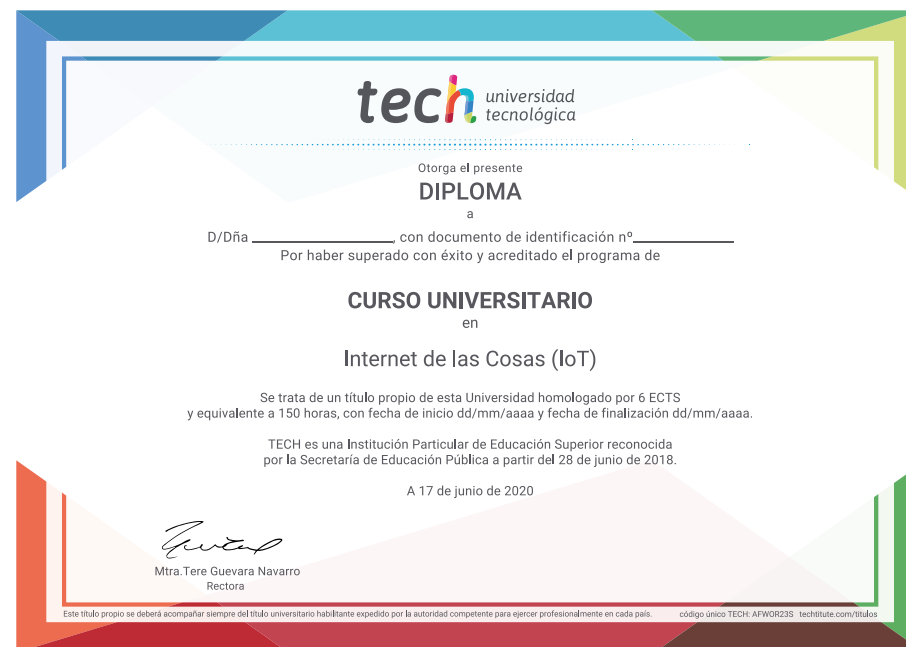 tech universidad
tecnológica
Otorga el presente
DIPLOMA
a
D/Dña ____________________, con documento de identificación nº______________
Por haber superado con éxito y acreditado el programa de
CURSO UNIVERSITARIO
en
Internet de las Cosas (IoT)
Se trata de un título propio de esta Universidad homologado por 6 ECTS
y equivalente a 150 horas, con fecha de inicio dd/mm/aaaa y fecha de finalización dd/mm/aaaa.
TECH es una Institución Particular de Educación Superior reconocida
por la Secretaría de Educación Pública a partir del 28 de junio de 2018.
A 17 de junio de 2020
Mtra.Tere Guevara Navarro
Rectora
Este título propio se deberá acompañar siempre del título universitario habilitante expedido por la autoridad competente para ejercer profesionalmente en cada país. código único TECH: AFWOR23S techtitute.com/títulos